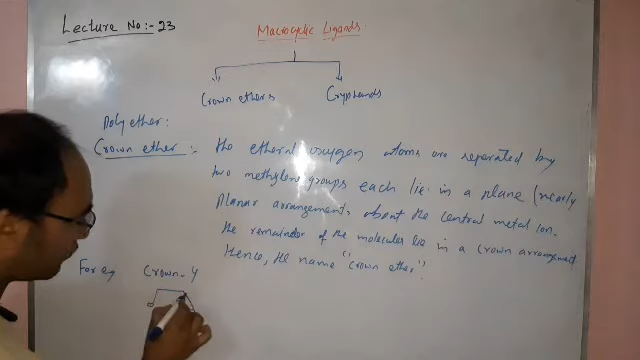 Lecture No:- 23
Macrocyclic Ligands
Crown ethers Cryptands
Polyether:
Crown ether :- the etheral oxygen atoms are separated by
two methylene groups each lie in a plane (nearly
planar arrangements about the central metal ion.
the remainder of the molecules lie in a crown arrangement
Hence, the name "crown ether".
For eg Crown-4